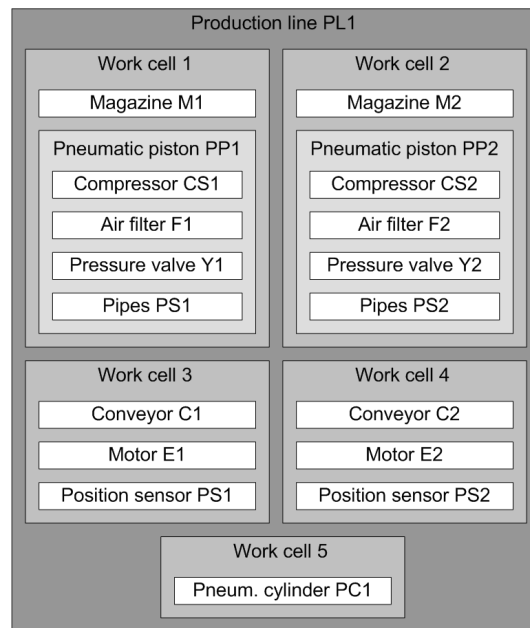 Production line PL1
Work cell 1
Magazine M1
Pneumatic piston PP1
Compressor CS1
Air filter F1
Pressure valve Y1
Pipes PS1
Work cell 2
Magazine M2
Pneumatic piston PP2
Compressor CS2
Air filter F2
Pressure valve Y2
Pipes PS2
Work cell 3
Conveyor C1
Motor E1
Position sensor PS1
Work cell 4
Conveyor C2
Motor E2
Position sensor PS2
Work cell 5
Pneum. cylinder PC1